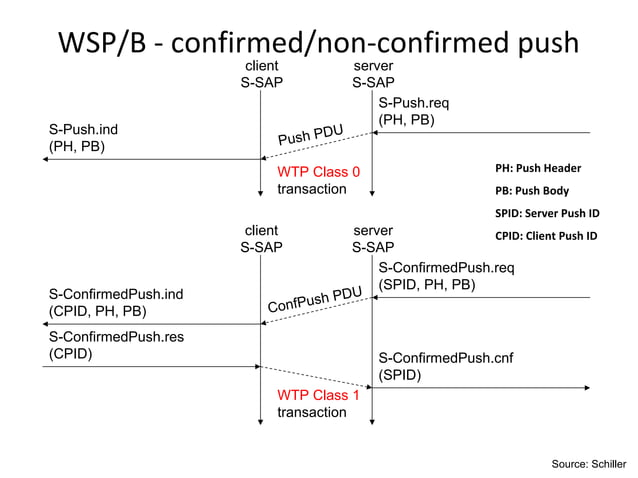 WSP/B - confirmed/non-confirmed push
client
S-SAP
server
S-SAP
S-Push.req
(PH, PB)
Push PDU
S-Push.ind
(PH, PB)
WTP Class 0
transaction
PH: Push Header
PB: Push Body
SPID: Server Push ID
CPID: Client Push ID
client
S-SAP
server
S-SAP
S-ConfirmedPush.req
(SPID, PH, PB)
ConfPush PDU
S-ConfirmedPush.ind
(CPID, PH, PB)
S-ConfirmedPush.res
(CPID)
S-ConfirmedPush.cnf
(SPID)
WTP Class 1
transaction
Source: Schiller